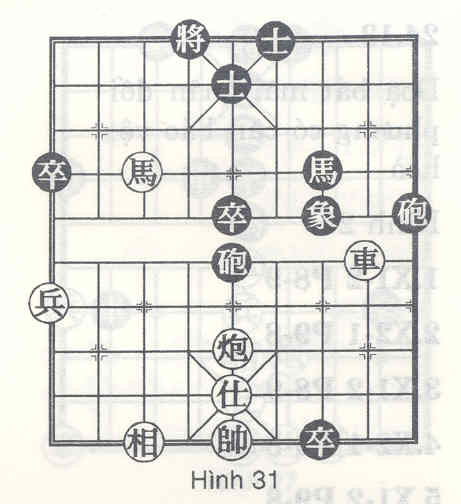 將 士
士
卒 馬 馬
卒 象 砲
砲 車
兵
炮
仕
相 帥 卒
Hình 31